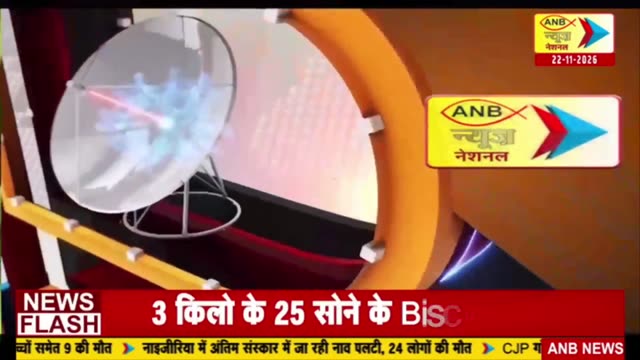 ANB
न्यूज़
नेशनल
22-11-2026
ANB
न्यूज़
नेशनल
NEWS
FLASH
3 किलो के 25 सोने के Bisc
च्चों समेत 9 की मौत
नाइजीरिया में अंतिम संस्कार में जा रही नाव पलटी, 24 लोगों की मौत
CJP ग
ANB NEWS